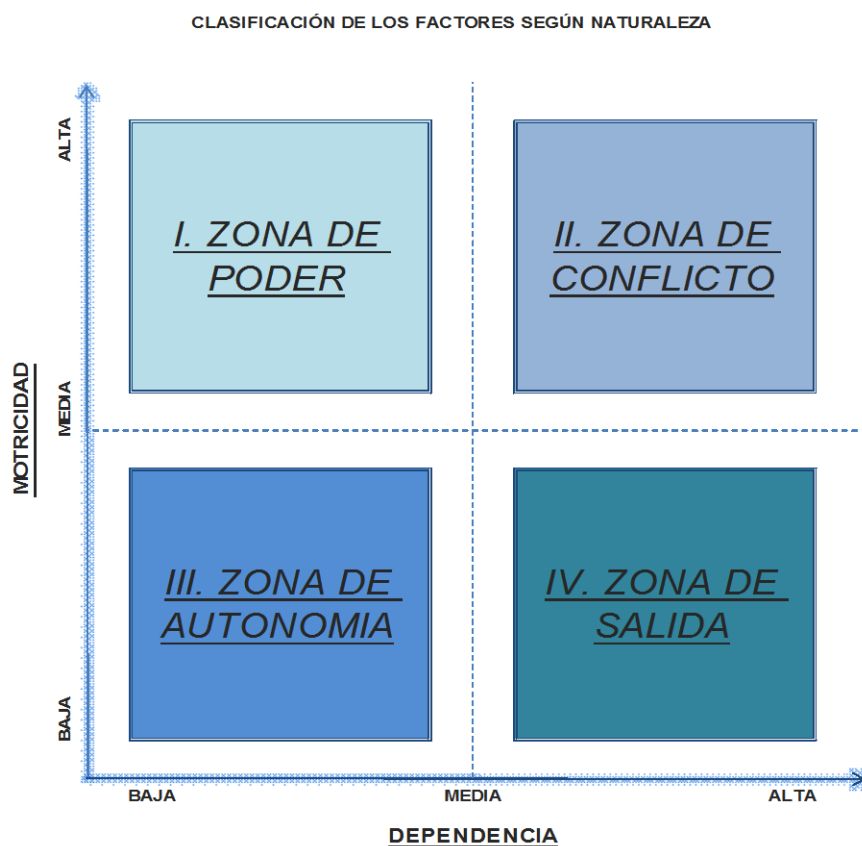 CLASIFICACIÓN DE LOS FACTORES SEGÚN NATURALEZA
ALTA
I. ZONA DE
PODER
II. ZONA DE
CONFLICTO
MOTRICIDAD
MEDIA
III. ZONA DE
AUTONOMIA
IV. ZONA DE
SALIDA
BAJA
BAJA
MEDIA
ALTA
DEPENDENCIA